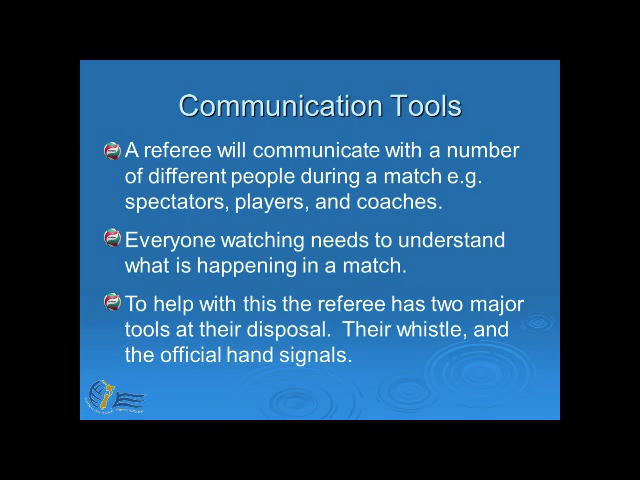 Communication Tools
A referee will communicate with a number
of different people during a match e.g.
spectators, players, and coaches.
Everyone watching needs to understand
what is happening in a match.
To help with this the referee has two major
tools at their disposal.  Their whistle, and
the official hand signals.